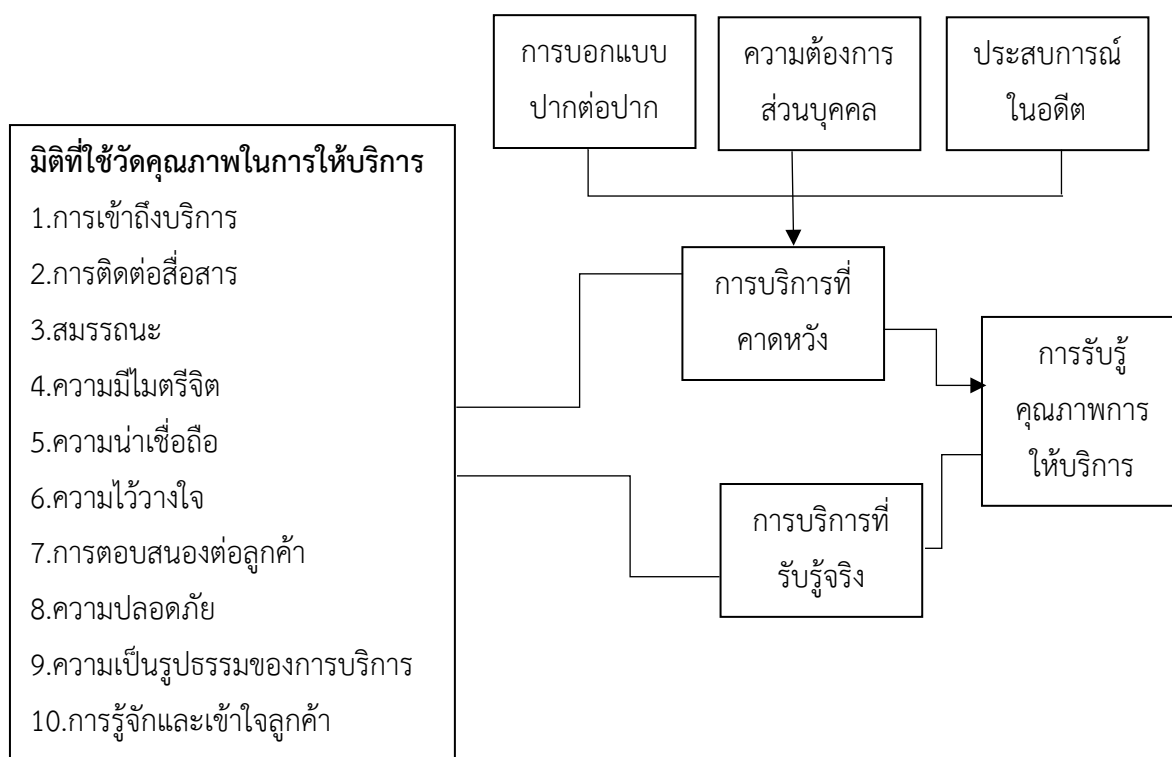 การบอกแบบ
ปากต่อปาก
ความต้องการ
ส่วนบุคคล
ประสบการณ์
ในอดีต
มิติที่ใช้วัดคุณภาพในการให้บริการ
1.การเข้าถึงบริการ
2.การติดต่อสื่อสาร
3.สมรรถนะ
4.ความมีไมตรีจิต
5.ความน่าเชื่อถือ
6.ความไว้วางใจ
7.การตอบสนองต่อลูกค้า
8.ความปลอดภัย
9.ความเป็นรูปธรรมของการบริการ
10.การรู้จักและเข้าใจลูกค้า
การบริการที่
คาดหวัง
การบริการที่
รับรู้จริง
การรับรู้
คุณภาพการ
ให้บริการ